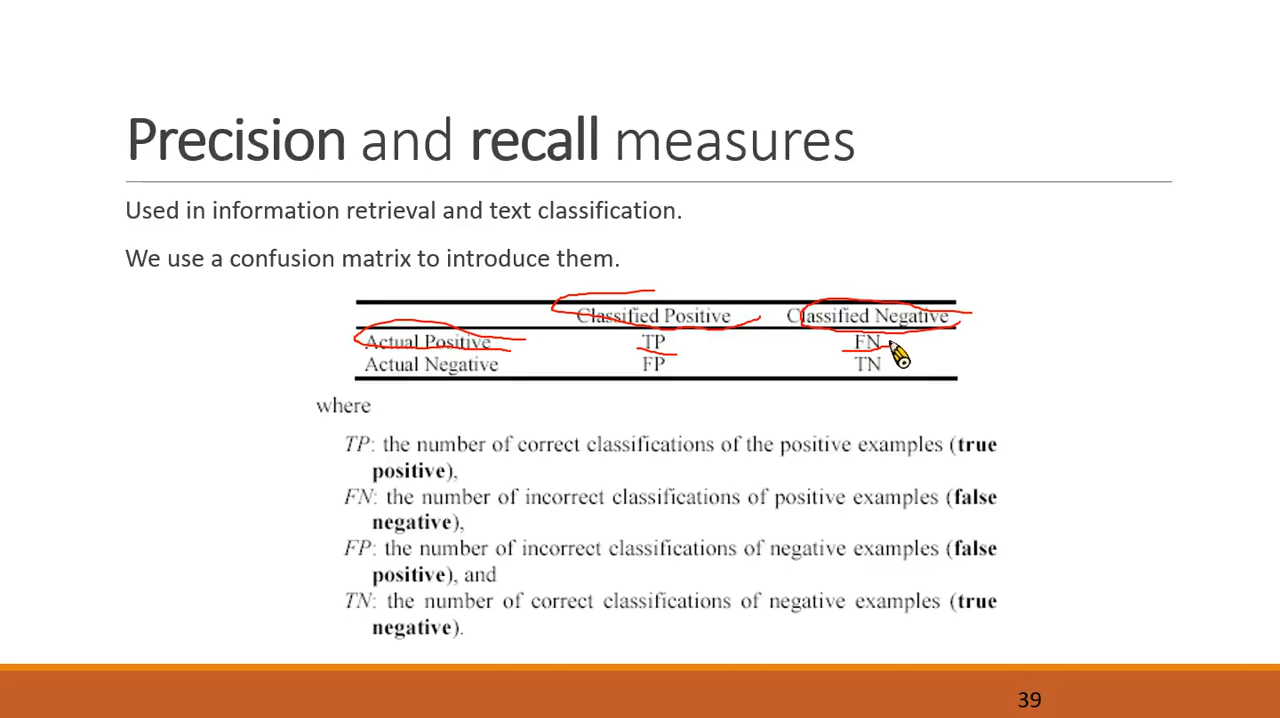 Precision and recall measures
Used in information retrieval and text classification.
We use a confusion matrix to introduce them.
Classified Positive Classified Negative
Actual Positive TP FN
Actual Negative FP TN
where
TP: the number of correct classifications of the positive examples (true
positive),
FN: the number of incorrect classifications of positive examples (false
negative),
FP: the number of incorrect classifications of negative examples (false
positive), and
TN: the number of correct classifications of negative examples (true
negative).
39